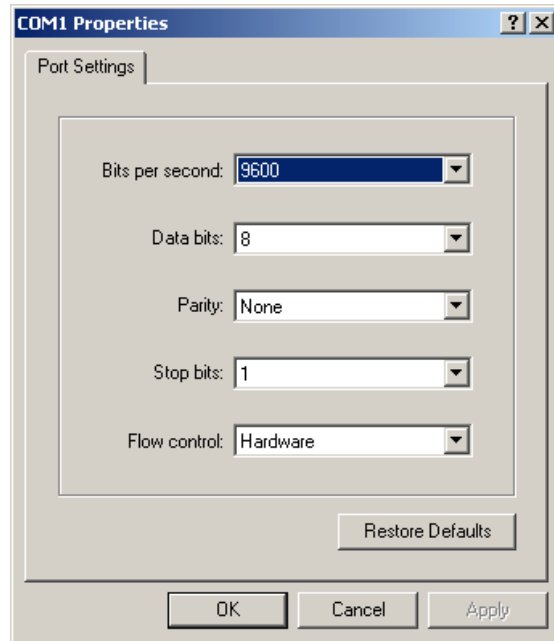 COM1 Properties
Port Settings
Bits per second: 9600
Data bits: 8
Parity: None
Stop bits: 1
Flow control: Hardware
Restore Defaults
OK Cancel Apply